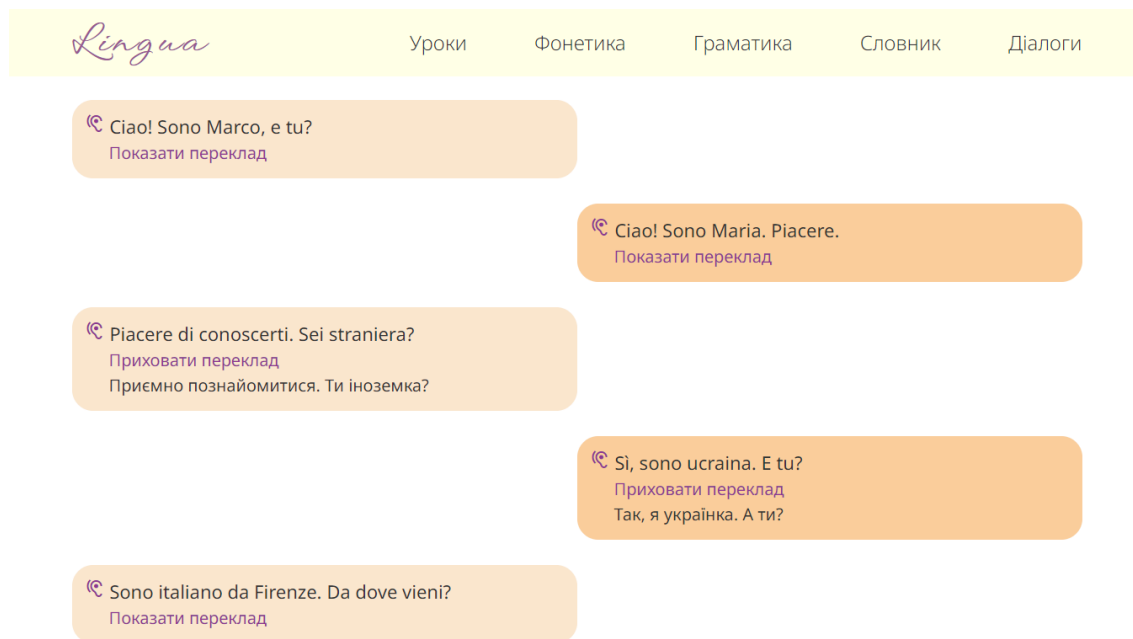 Lingua Уроки Фонетика Граматика Словник Діалоги
Ciao! Sono Marco, e tu?
Показати переклад
Ciao! Sono Maria. Piacere.
Показати переклад
Piacere di conoscerti. Sei straniera?
Приховати переклад
Приємно познайомитися. Ти іноземка?
Sì, sono ucraina. E tu?
Приховати переклад
Так, я українка. А ти?
Sono italiano da Firenze. Da dove vieni?
Показати переклад